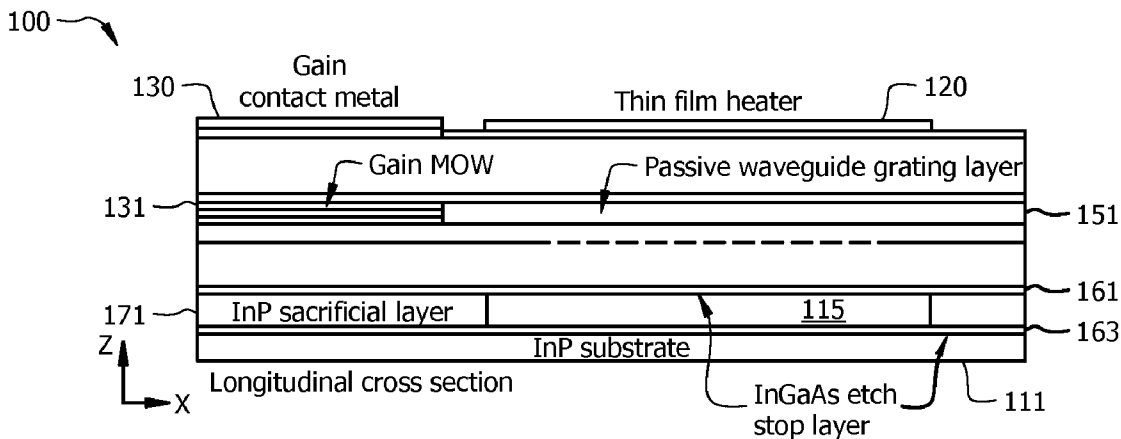 100
130
Gain
contact metal
Thin film heater
120
Gain MOW
Passive waveguide grating layer
131
151
161
171
InP sacrificial layer
115
163
Z
InP substrate
X
Longitudinal cross section
InGaAs etch
stop layer
111